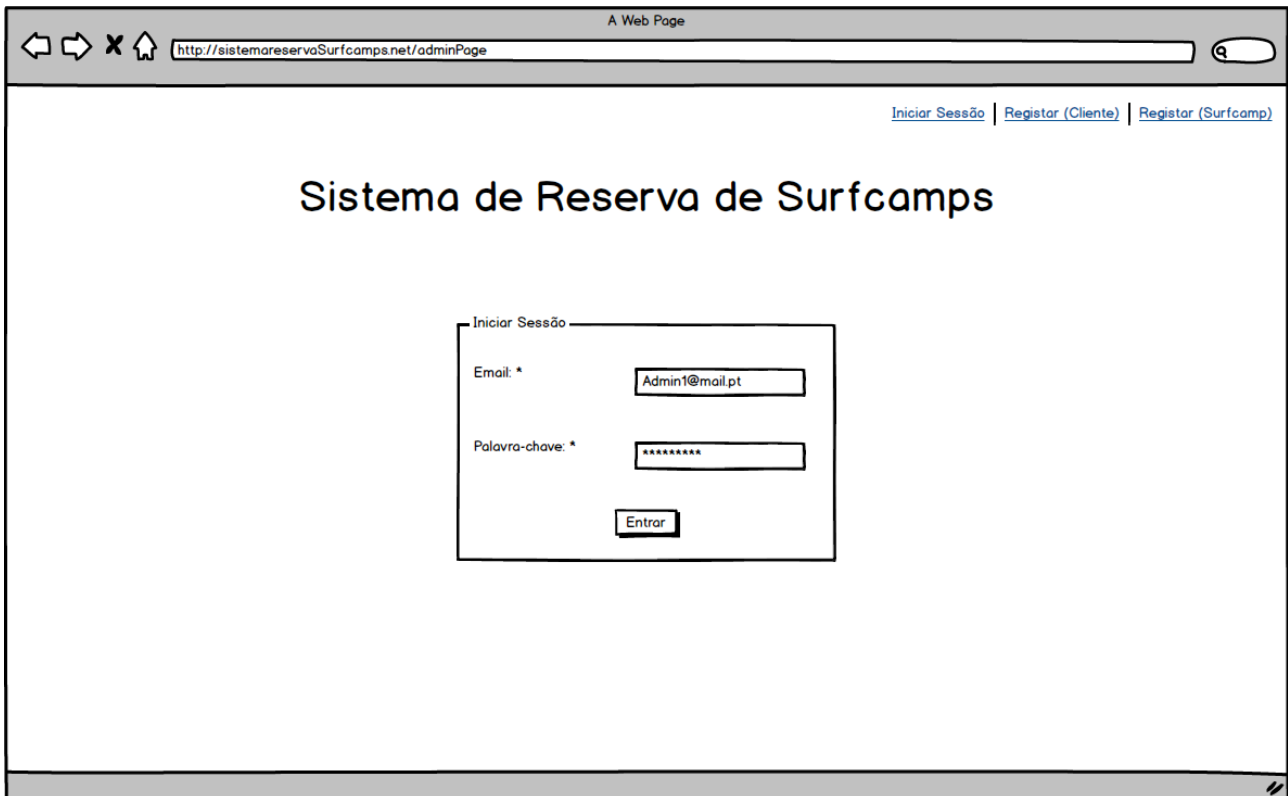 A Web Page
http://sistemareservaSurfcamps.net/adminPage
Iniciar Sessão | Registar (Cliente) | Registar (Surfcamp)
Sistema de Reserva de Surfcamps
Iniciar Sessão
Email: * Admin1@mail.pt
Palavra-chave: * *********
Entrar